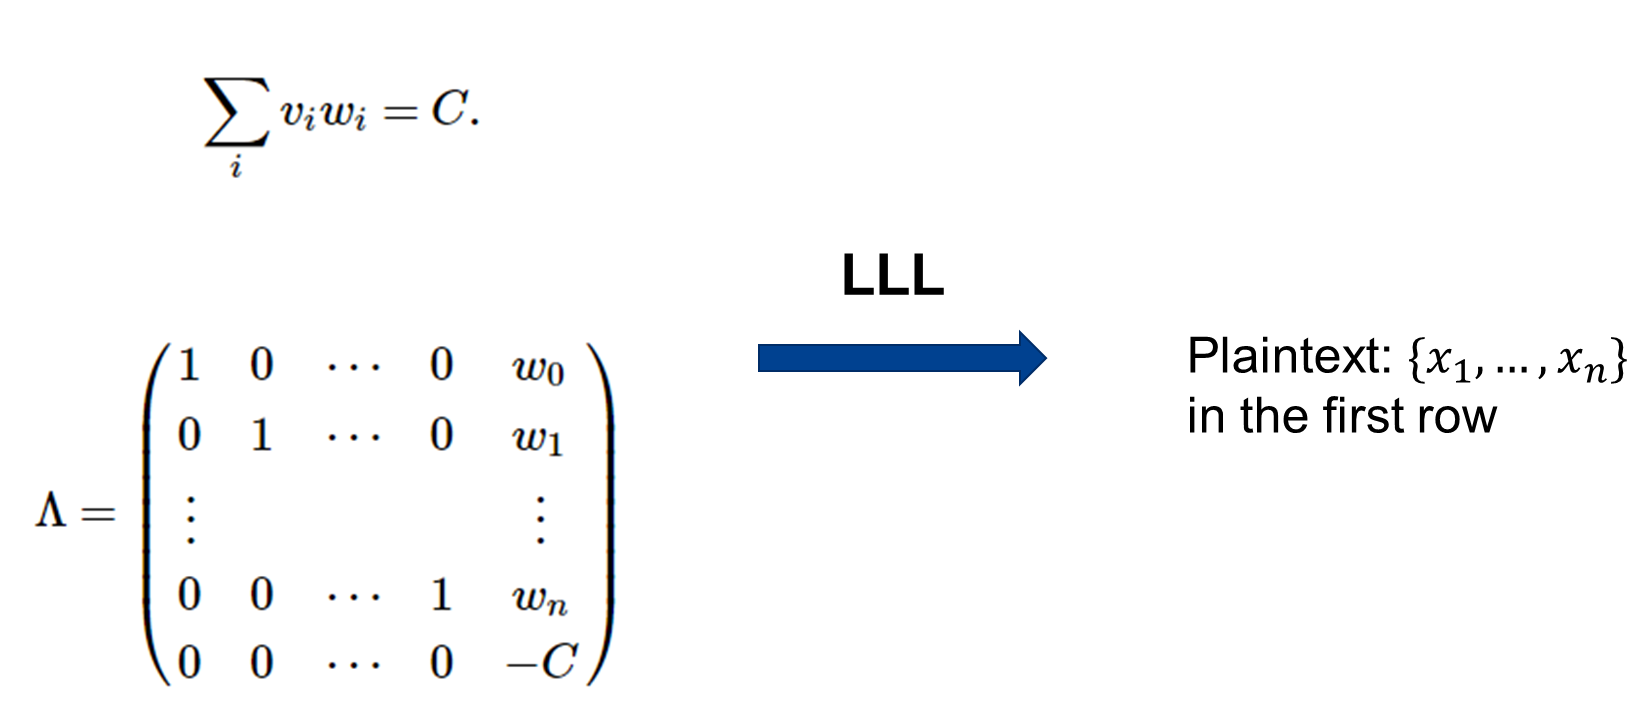 ∑ᵢ vᵢwᵢ = C.
LLL
Λ = ( 1 0 ⋯ 0 w₀
0 1 ⋯ 0 w₁
⋮ ⋮
0 0 ⋯ 1 wₙ
0 0 ⋯ 0 −C )
Plaintext: {x₁, … , xₙ}
in the first row